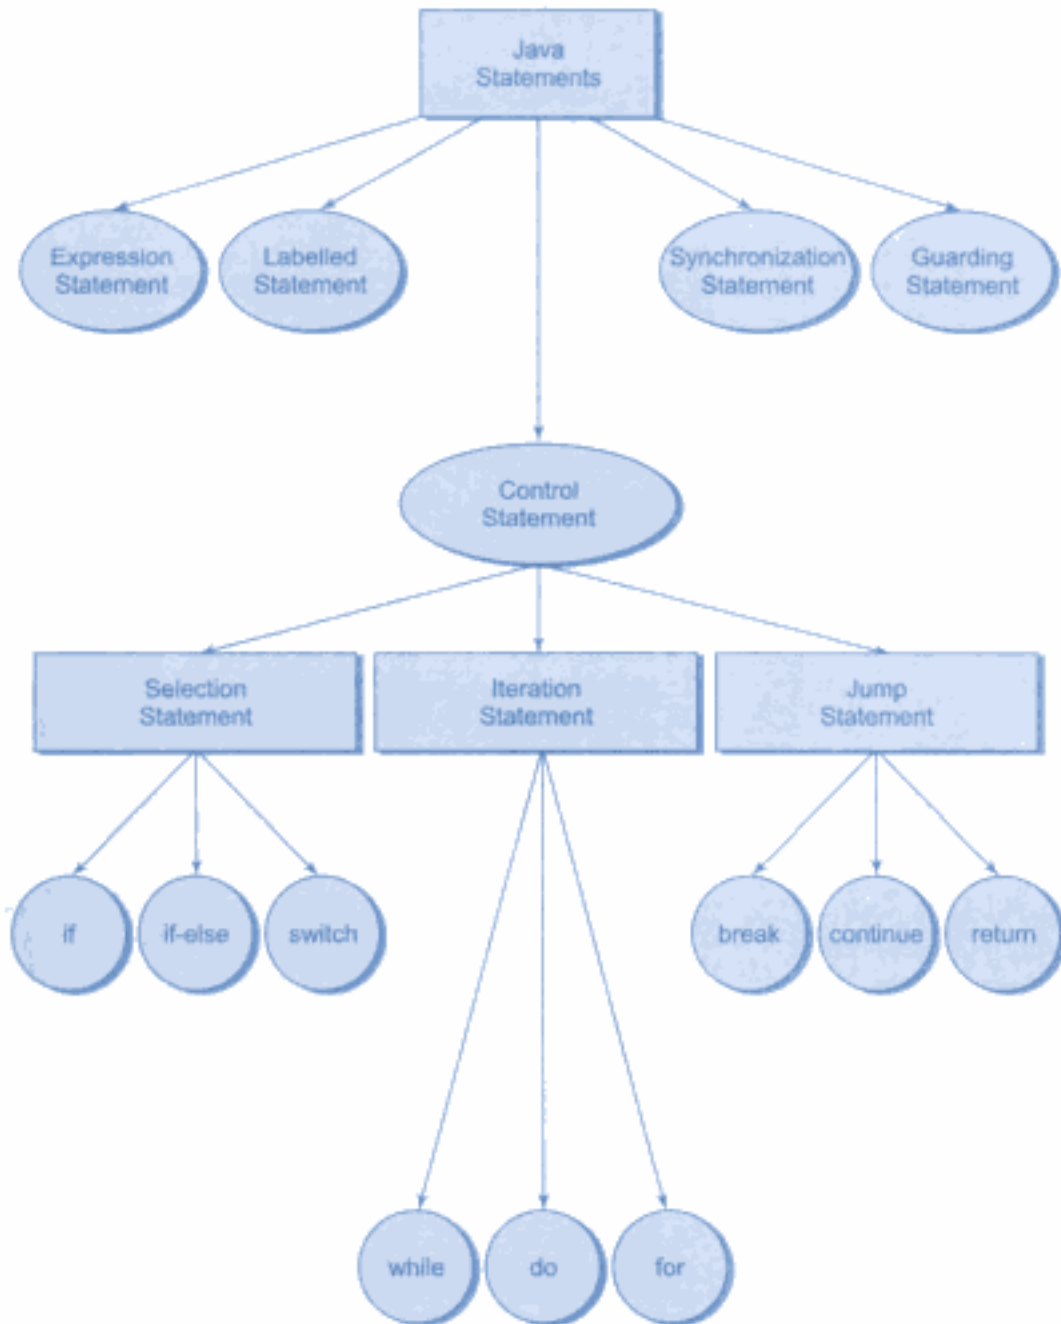 Java
Statements
Expression
Statement
Labelled
Statement
Synchronization
Statement
Guarding
Statement
Control
Statement
Selection
Statement
Iteration
Statement
Jump
Statement
if
if-else
switch
break
continue
return
while
do
for